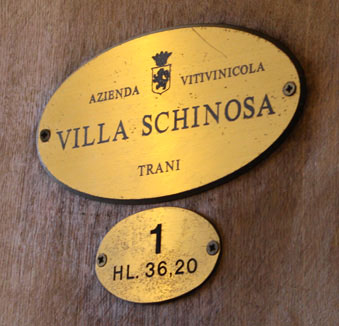 AZIENDA VITIVINICOLA
VILLA SCHINOSA
TRANI
1
HL. 36,20